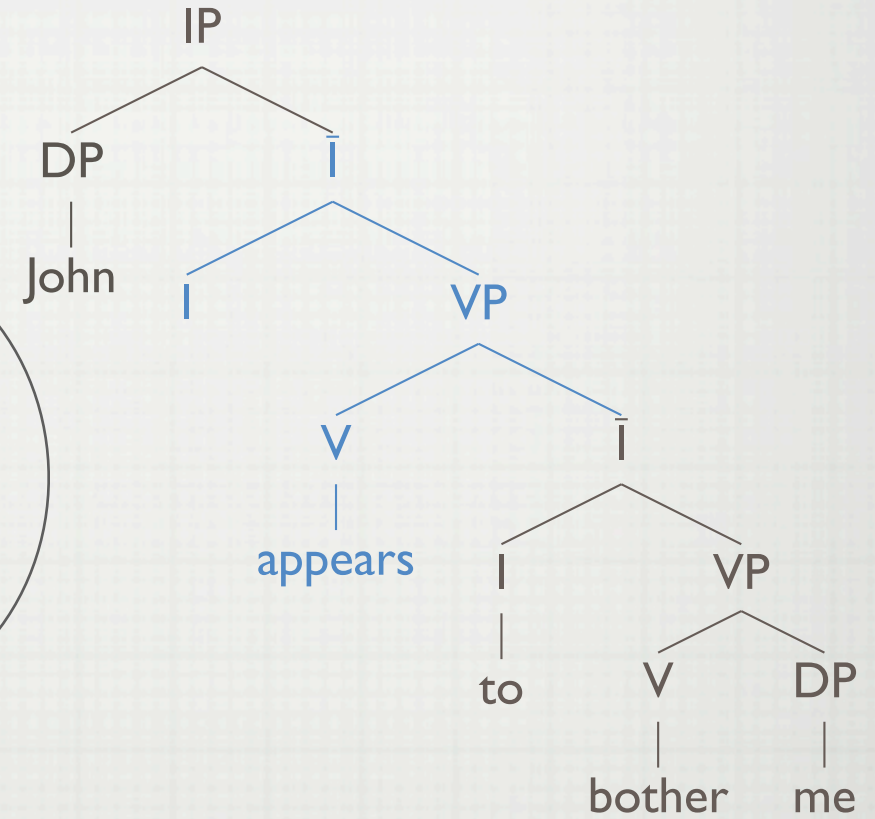 IP
DP Ī
John I VP
V Ī
appears I VP
to V DP
bother me